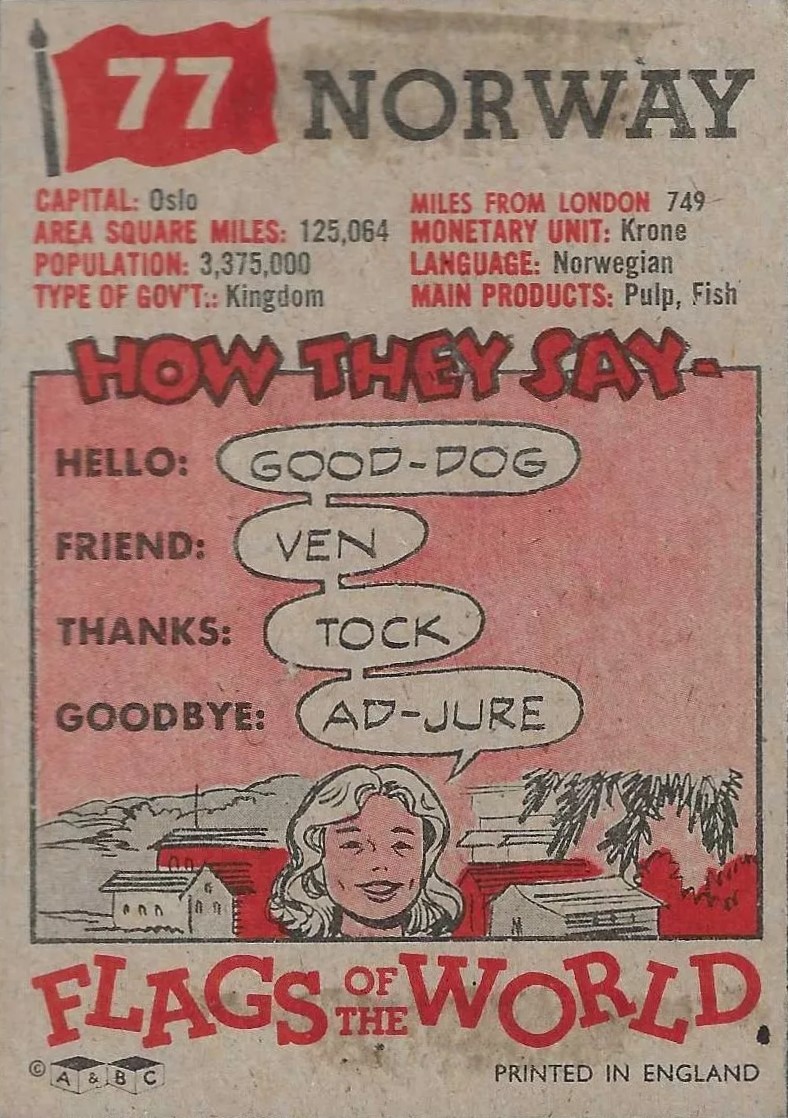 77 NORWAY
CAPITAL: Oslo
AREA SQUARE MILES: 125,064
POPULATION: 3,375,000
TYPE OF GOV'T.: Kingdom
MILES FROM LONDON 749
MONETARY UNIT: Krone
LANGUAGE: Norwegian
MAIN PRODUCTS: Pulp, Fish
HOW THEY SAY-
HELLO: GOOD-DOG
FRIEND: VEN
THANKS: TOCK
GOODBYE: AD-JURE
FLAGS OF THE WORLD
© A & B C
PRINTED IN ENGLAND